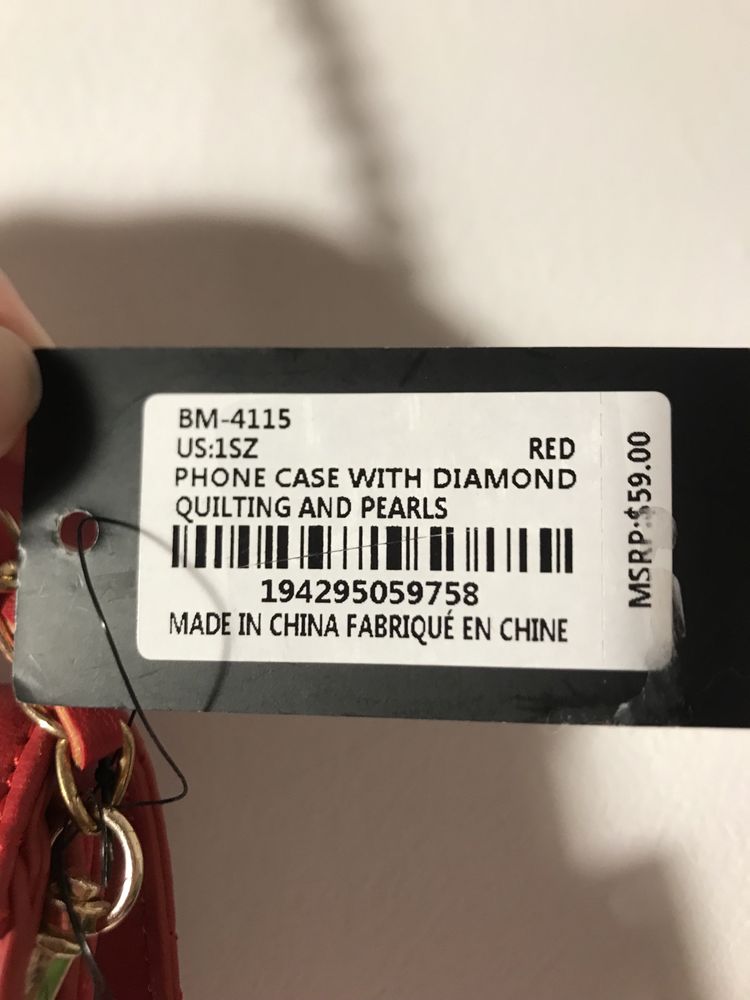 BM-4115
US:1SZ RED
PHONE CASE WITH DIAMOND
QUILTING AND PEARLS
194295059758
MADE IN CHINA FABRIQUÉ EN CHINE
MSRP:$59.00